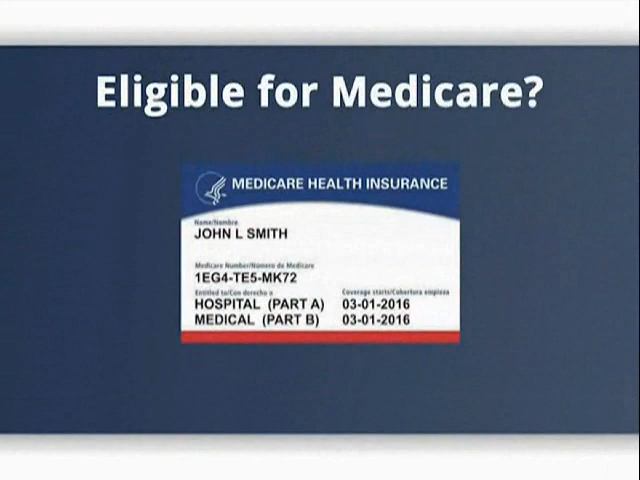 Eligible for Medicare?
MEDICARE HEALTH INSURANCE
Name/Nombre
JOHN L SMITH
Medicare Number/Número de Medicare
1EG4-TE5-MK72
Entitled to/Con derecho a
Coverage starts/Cobertura empieza
HOSPITAL (PART A) 03-01-2016
MEDICAL (PART B) 03-01-2016